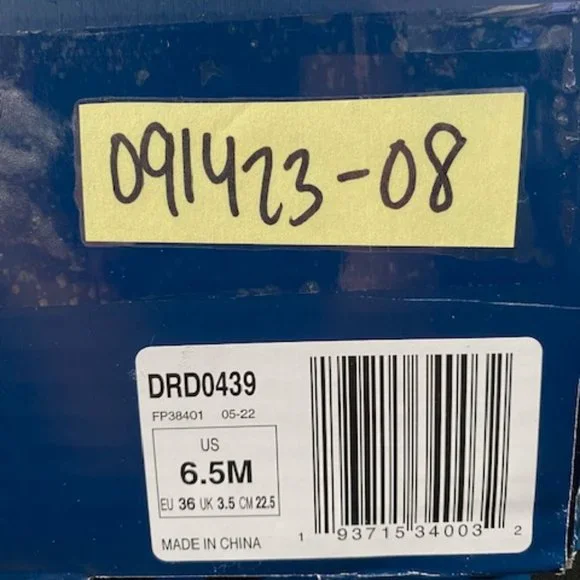 091423-08
DRD0439
FP38401 05-22
US
6.5M
EU 36 UK 3.5 CM 22.5
MADE IN CHINA
1 93715 34003 2